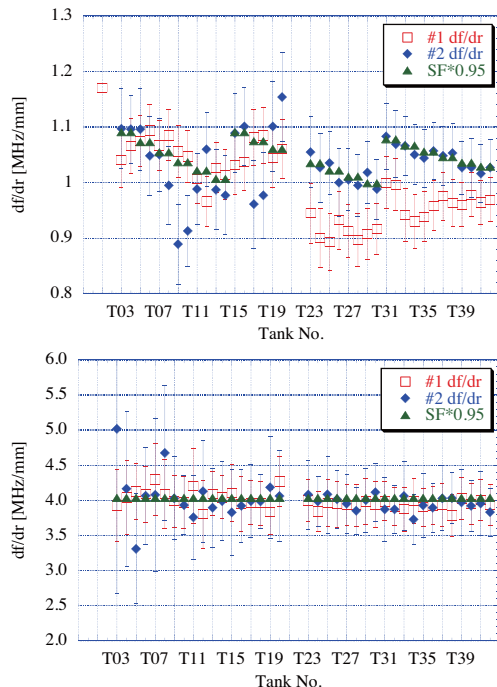 1.3
1.2
1.1
1
0.9
0.8
df/dr [MHz/mm]
#1 df/dr
#2 df/dr
SF*0.95
T03 T07 T11 T15 T19 T23 T27 T31 T35 T39
Tank No.
6.0
5.5
5.0
4.5
4.0
3.5
3.0
2.5
2.0
df/dr [MHz/mm]
#1 df/dr
#2 df/dr
SF*0.95
T03 T07 T11 T15 T19 T23 T27 T31 T35 T39
Tank No.